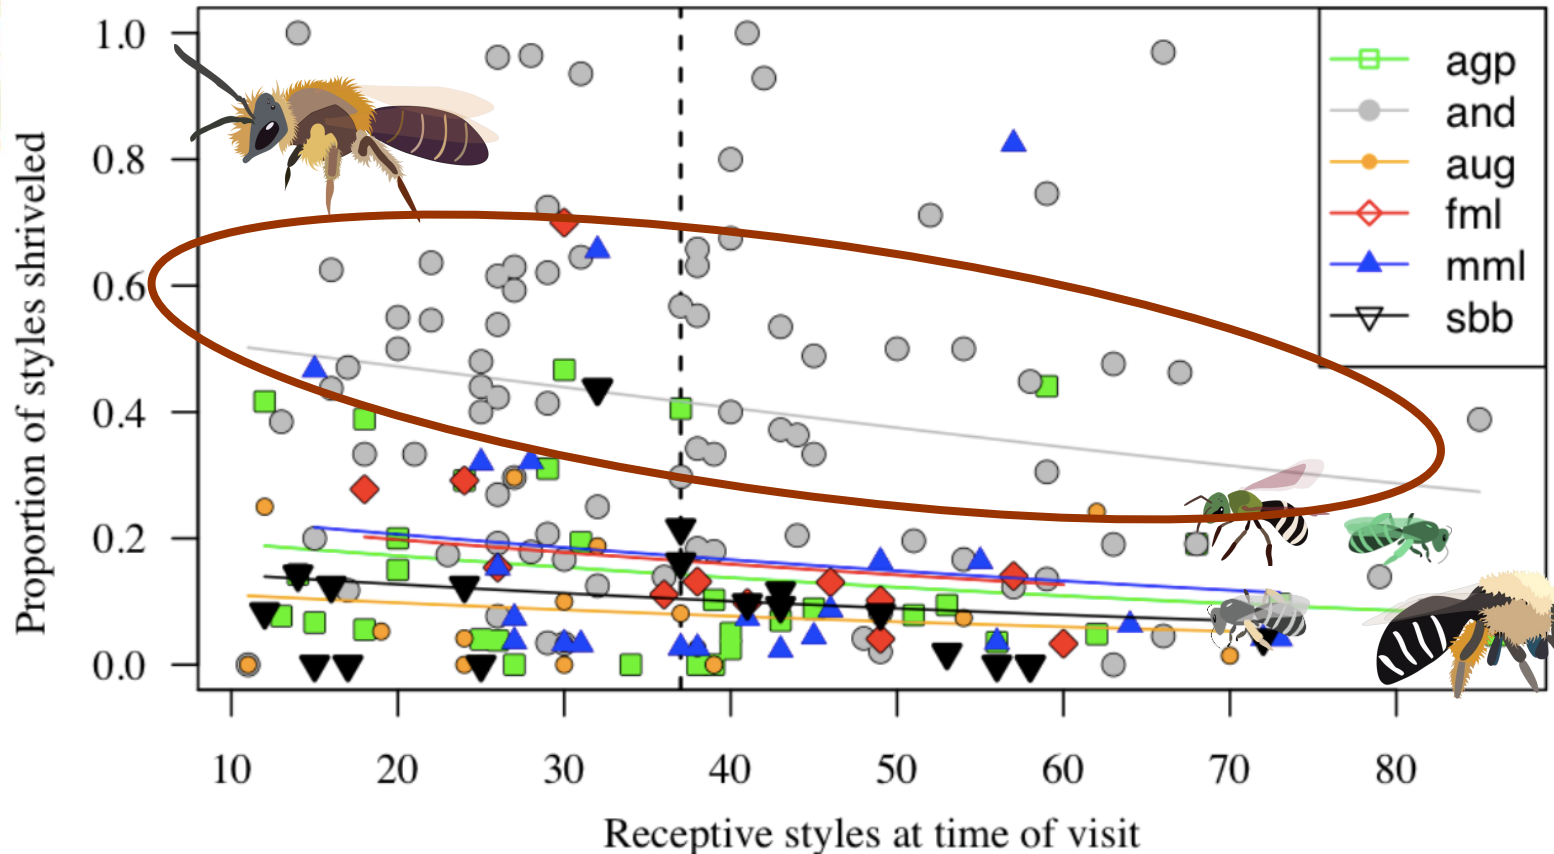 Proportion of styles shriveled
1.0
0.8
0.6
0.4
0.2
0.0
10 20 30 40 50 60 70 80
Receptive styles at time of visit
agp
and
aug
fml
mml
sbb